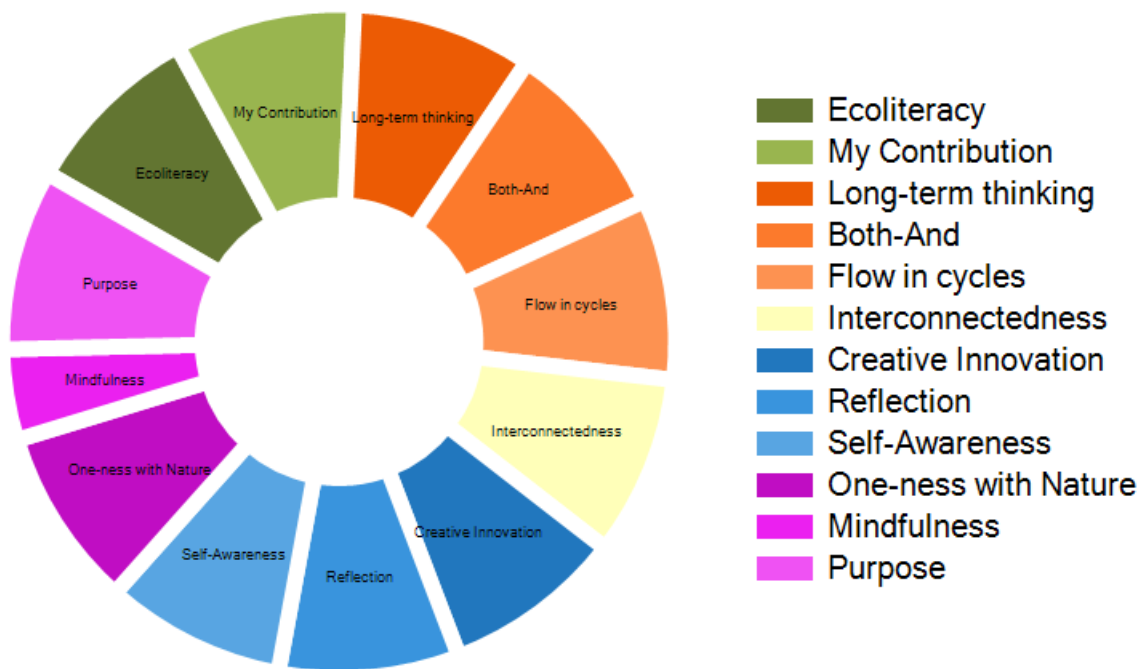 My Contribution
Long-term thinking
Ecoliteracy
Both-And
Purpose
Flow in cycles
Mindfulness
Interconnectedness
One-ness with Nature
Creative Innovation
Self-Awareness
Reflection
Ecoliteracy
My Contribution
Long-term thinking
Both-And
Flow in cycles
Interconnectedness
Creative Innovation
Reflection
Self-Awareness
One-ness with Nature
Mindfulness
Purpose